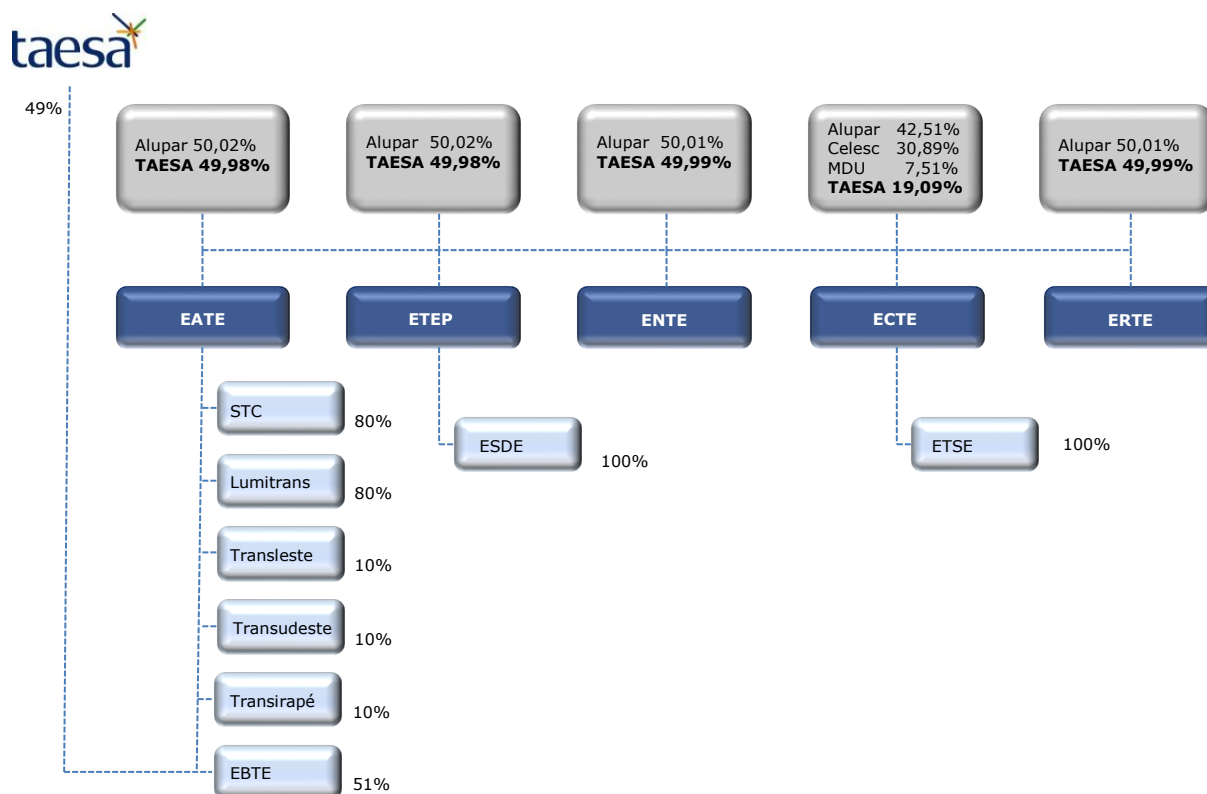 taesa
49%
Alupar 50,02%
TAESA 49,98%
Alupar 50,02%
TAESA 49,98%
Alupar 50,01%
TAESA 49,99%
Alupar 42,51%
Celesc 30,89%
MDU 7,51%
TAESA 19,09%
Alupar 50,01%
TAESA 49,99%
EATE
ETEP
ENTE
ECTE
ERTE
STC
80%
Lumitrans
80%
Transleste
10%
Transudeste
10%
Transirapé
10%
EBTE
51%
ESDE
100%
ETSE
100%